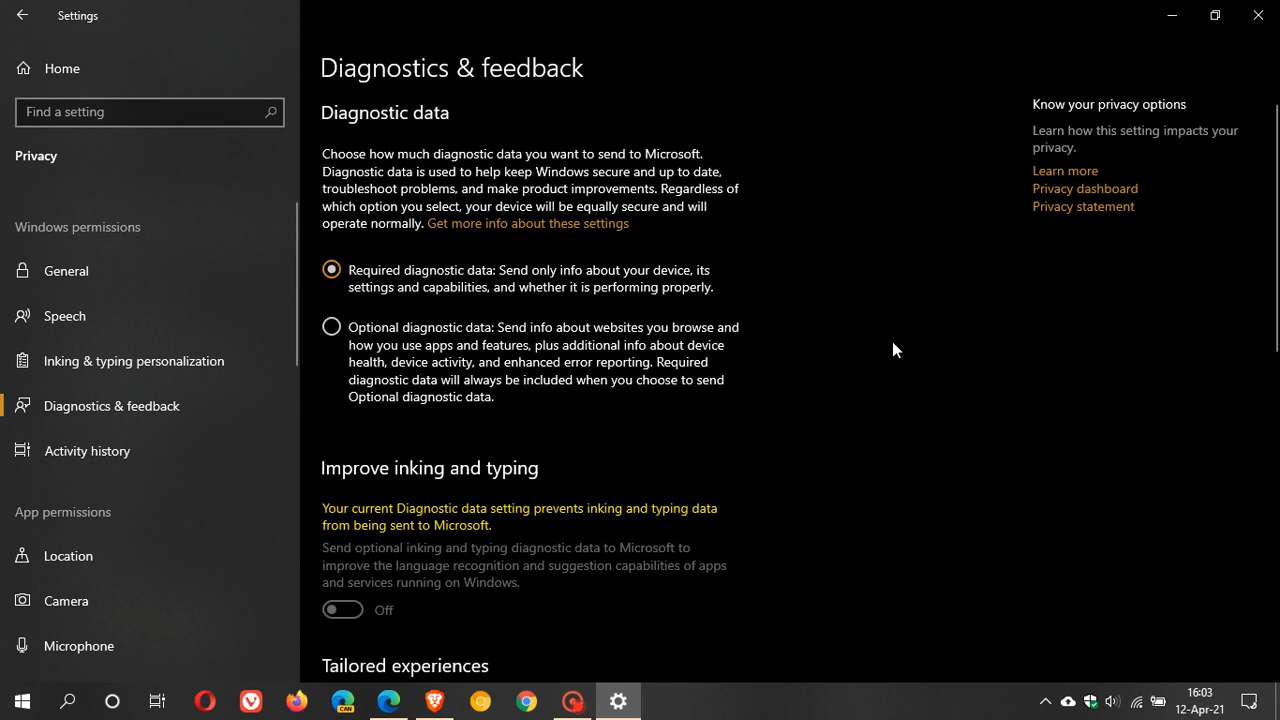 Settings
Home
Find a setting
Privacy
Windows permissions
General
Speech
Inking & typing personalization
Diagnostics & feedback
Activity history
App permissions
Location
Camera
Microphone
Diagnostics & feedback
Diagnostic data
Choose how much diagnostic data you want to send to Microsoft.
Diagnostic data is used to help keep Windows secure and up to date,
troubleshoot problems, and make product improvements. Regardless of
which option you select, your device will be equally secure and will
operate normally. Get more info about these settings
Required diagnostic data: Send only info about your device, its
settings and capabilities, and whether it is performing properly.
Optional diagnostic data: Send info about websites you browse and
how you use apps and features, plus additional info about device
health, device activity, and enhanced error reporting. Required
diagnostic data will always be included when you choose to send
Optional diagnostic data.
Improve inking and typing
Your current Diagnostic data setting prevents inking and typing data
from being sent to Microsoft.
Send optional inking and typing diagnostic data to Microsoft to
improve the language recognition and suggestion capabilities of apps
and services running on Windows.
Off
Tailored experiences
Know your privacy options
Learn how this setting impacts your
privacy.
Learn more
Privacy dashboard
Privacy statement
CAN
16:03
12-Apr-21